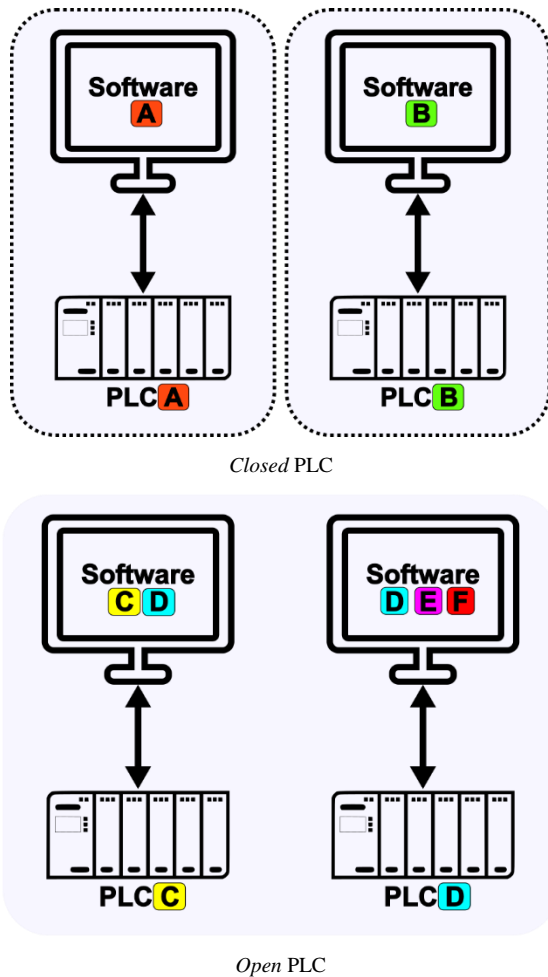 Software Software
A B
PLC A PLC B
Closed PLC
Software Software
C D D E F
PLC C PLC D
Open PLC